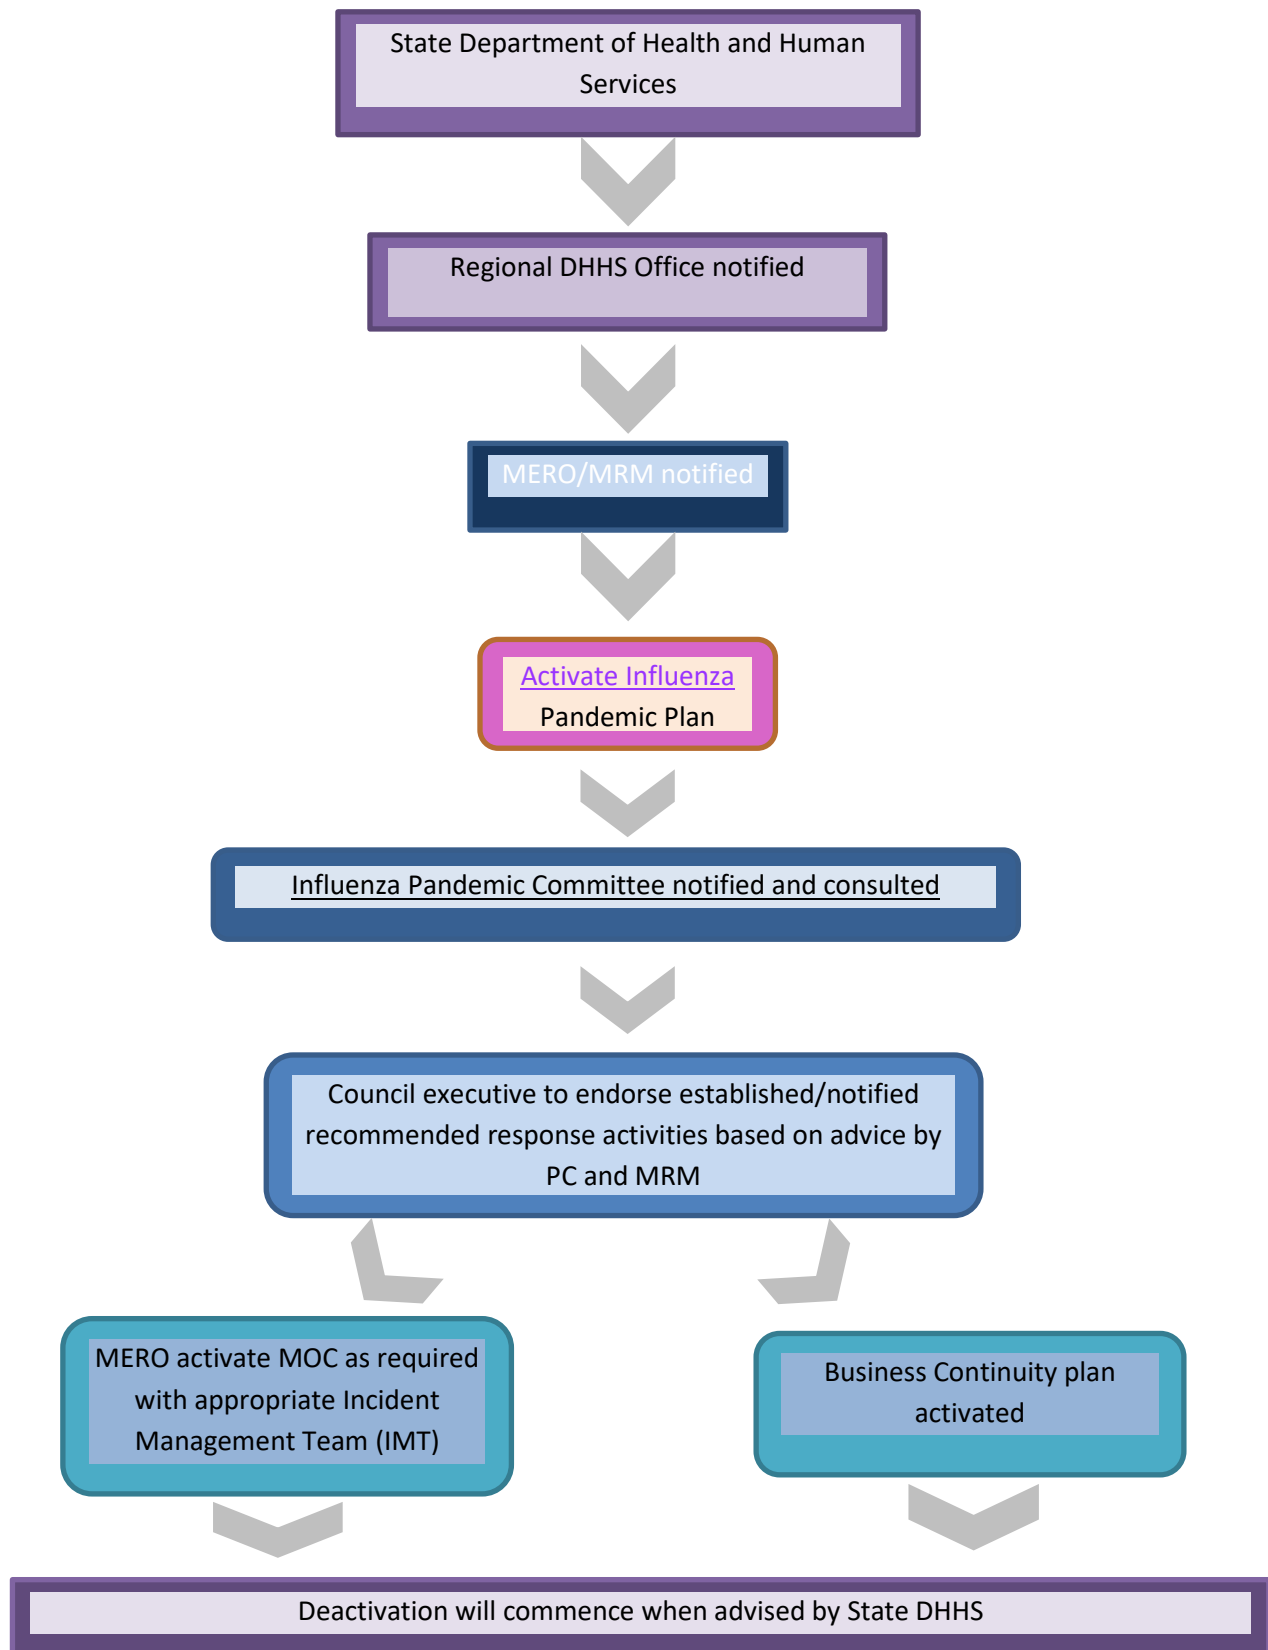 State Department of Health and Human
Services
Regional DHHS Office notified
MERO/MRM notified
Activate Influenza
Pandemic Plan
Influenza Pandemic Committee notified and consulted
Council executive to endorse established/notified
recommended response activities based on advice by
PC and MRM
MERO activate MOC as required
with appropriate Incident
Management Team (IMT)
Business Continuity plan
activated
Deactivation will commence when advised by State DHHS